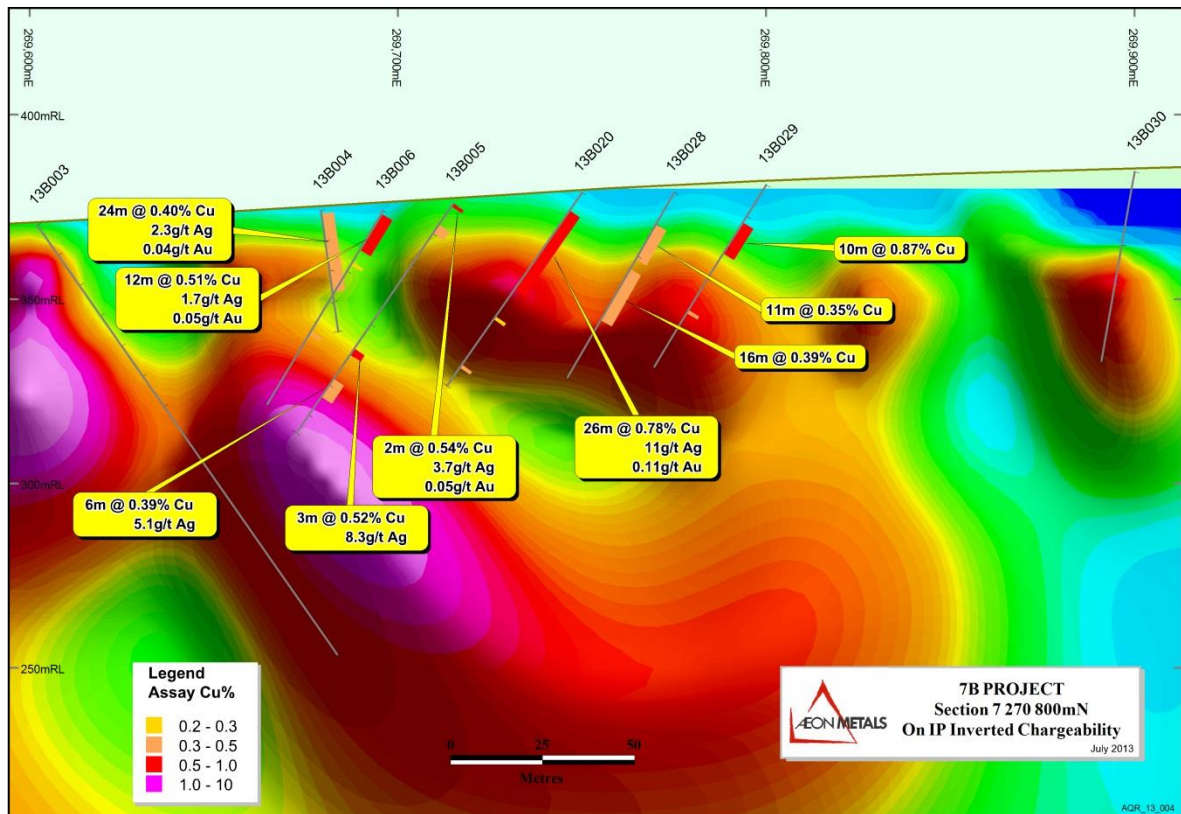 269,600mE
269,700mE
269,800mE
269,900mE
400mRL
350mRL
300mRL
250mRL
13B003
13B004
13B006
13B005
13B020
13B028
13B029
13B030
24m @ 0.40% Cu
2.3g/t Ag
0.04g/t Au
12m @ 0.51% Cu
1.7g/t Ag
0.05g/t Au
10m @ 0.87% Cu
11m @ 0.35% Cu
16m @ 0.39% Cu
26m @ 0.78% Cu
11g/t Ag
0.11g/t Au
2m @ 0.54% Cu
3.7g/t Ag
0.05g/t Au
6m @ 0.39% Cu
5.1g/t Ag
3m @ 0.52% Cu
8.3g/t Ag
Legend
Assay Cu%
0.2 - 0.3
0.3 - 0.5
0.5 - 1.0
1.0 - 10
0 25 50
Metres
ÆON METALS
7B PROJECT
Section 7 270 800mN
On IP Inverted Chargeability
July 2013
AQR_13_004